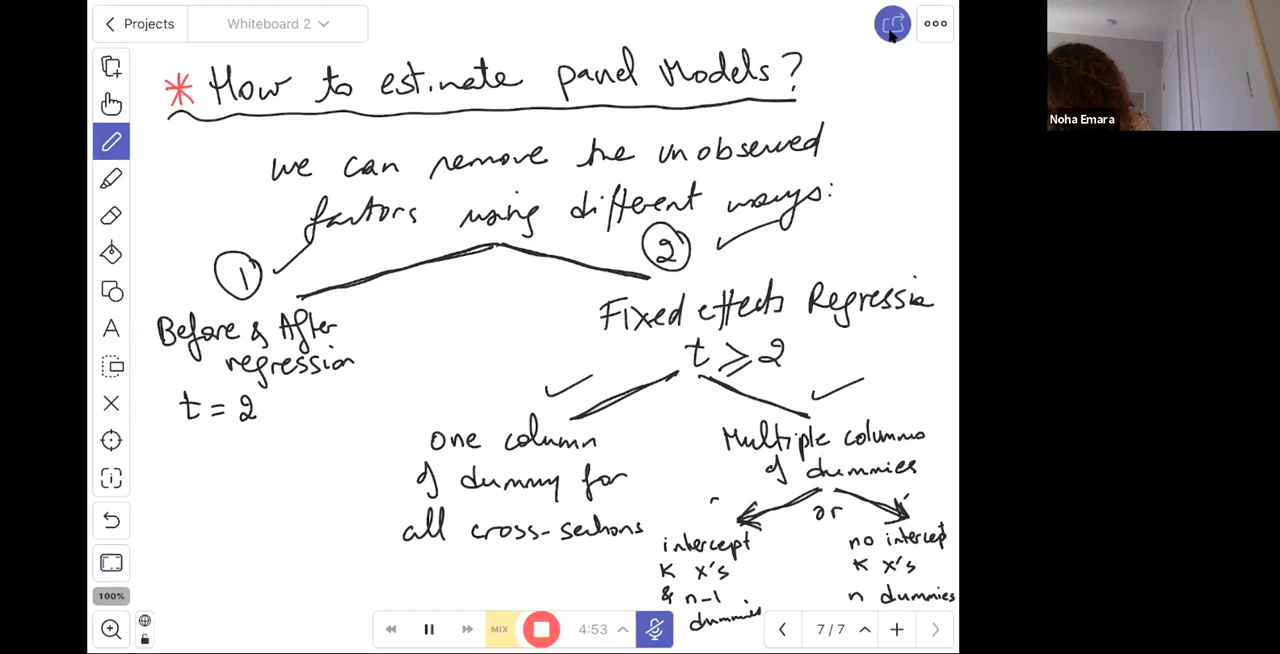 Projects
Whiteboard 2
Noha Emara
* How to estimate panel Models?
we can remove the unobserved
factors using different ways:
1
2
Before & After
regression
t = 2
Fixed effects Regressio
t ⩾ 2
One column
of dummy for
all cross-sections
Multiple columns
of dummies
or
intercept
K X's
& n-1
dummies
no intercept
K X's
n dummies
A
100%
MIX
4:53
7/7